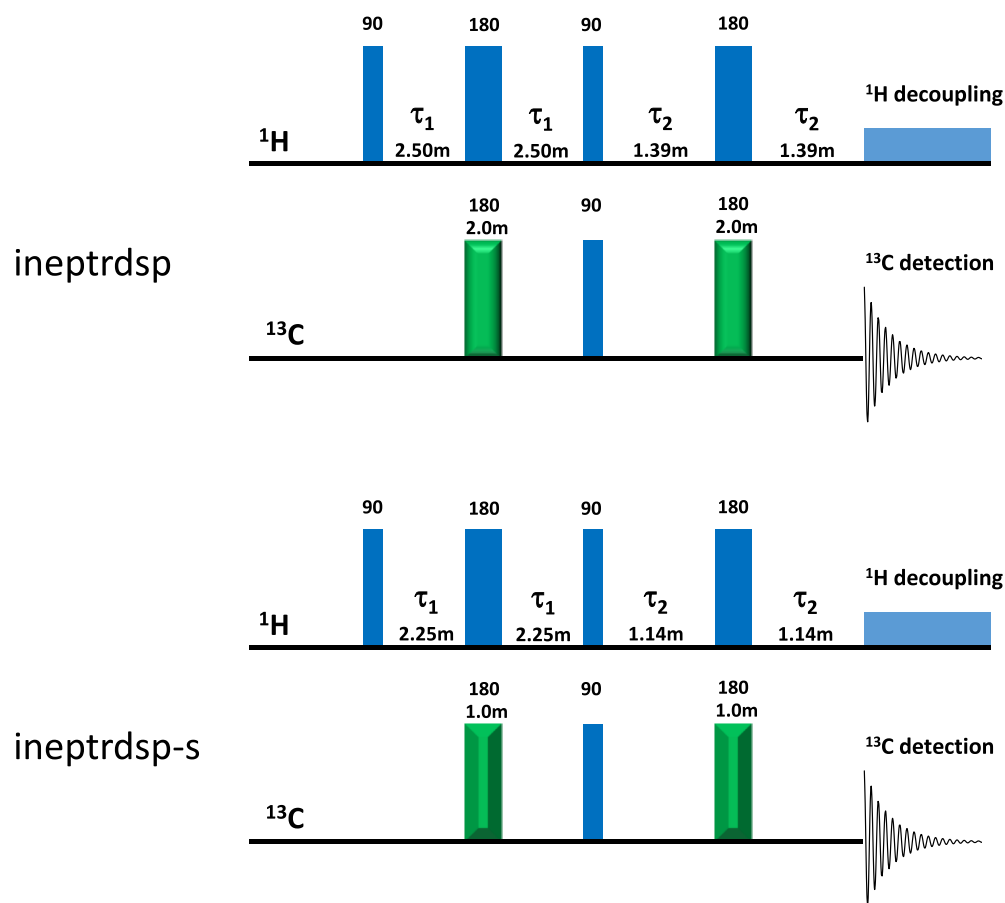 90 180 90 180
¹H decoupling
τ₁ τ₁ τ₂ τ₂
¹H 2.50m 2.50m 1.39m 1.39m
180 90 180
2.0m 2.0m
ineptrdsp
¹³C detection
¹³C
90 180 90 180
¹H decoupling
τ₁ τ₁ τ₂ τ₂
¹H 2.25m 2.25m 1.14m 1.14m
180 90 180
1.0m 1.0m
ineptrdsp-s
¹³C detection
¹³C